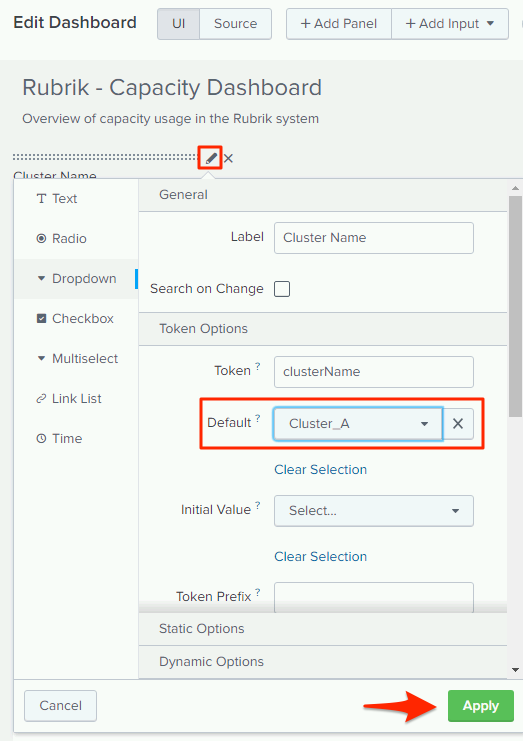 Edit Dashboard UI Source + Add Panel + Add Input
Rubrik - Capacity Dashboard
Overview of capacity usage in the Rubrik system
Cluster Name
Text
Radio
Dropdown
Checkbox
Multiselect
Link List
Time
General
Label Cluster Name
Search on Change
Token Options
Token ? clusterName
Default ? Cluster_A
Clear Selection
Initial Value ? Select...
Clear Selection
Token Prefix ?
Static Options
Dynamic Options
Cancel Apply